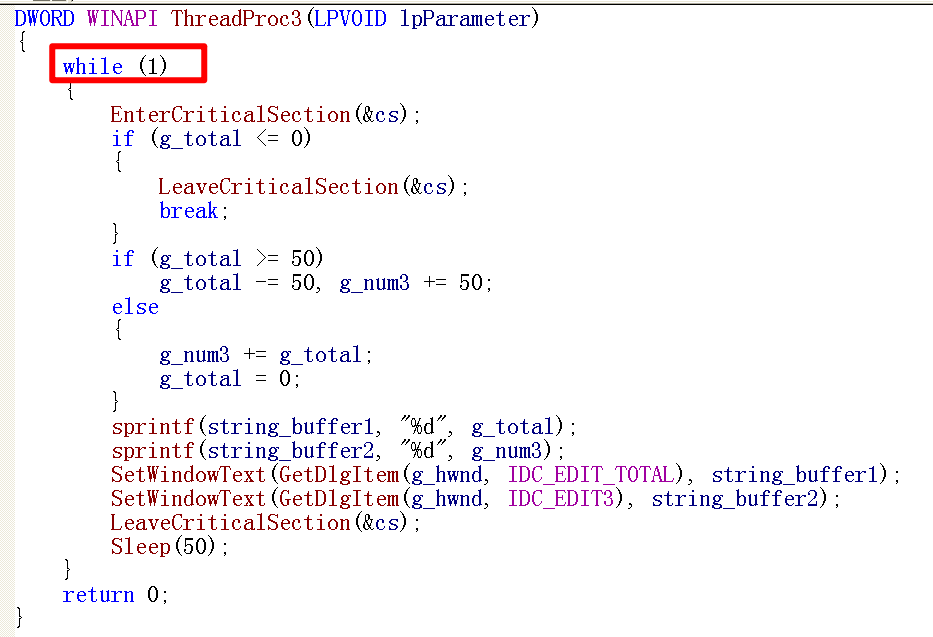 DWORD WINAPI ThreadProc3(LPVOID lpParameter)
{
    while (1)
    {
        EnterCriticalSection(&cs);
        if (g_total <= 0)
        {
            LeaveCriticalSection(&cs);
            break;
        }
        if (g_total >= 50)
            g_total -= 50, g_num3 += 50;
        else
        {
            g_num3 += g_total;
            g_total = 0;
        }
        sprintf(string_buffer1, "%d", g_total);
        sprintf(string_buffer2, "%d", g_num3);
        SetWindowText(GetDlgItem(g_hwnd, IDC_EDIT_TOTAL), string_buffer1);
        SetWindowText(GetDlgItem(g_hwnd, IDC_EDIT3), string_buffer2);
        LeaveCriticalSection(&cs);
        Sleep(50);
    }
    return 0;
}